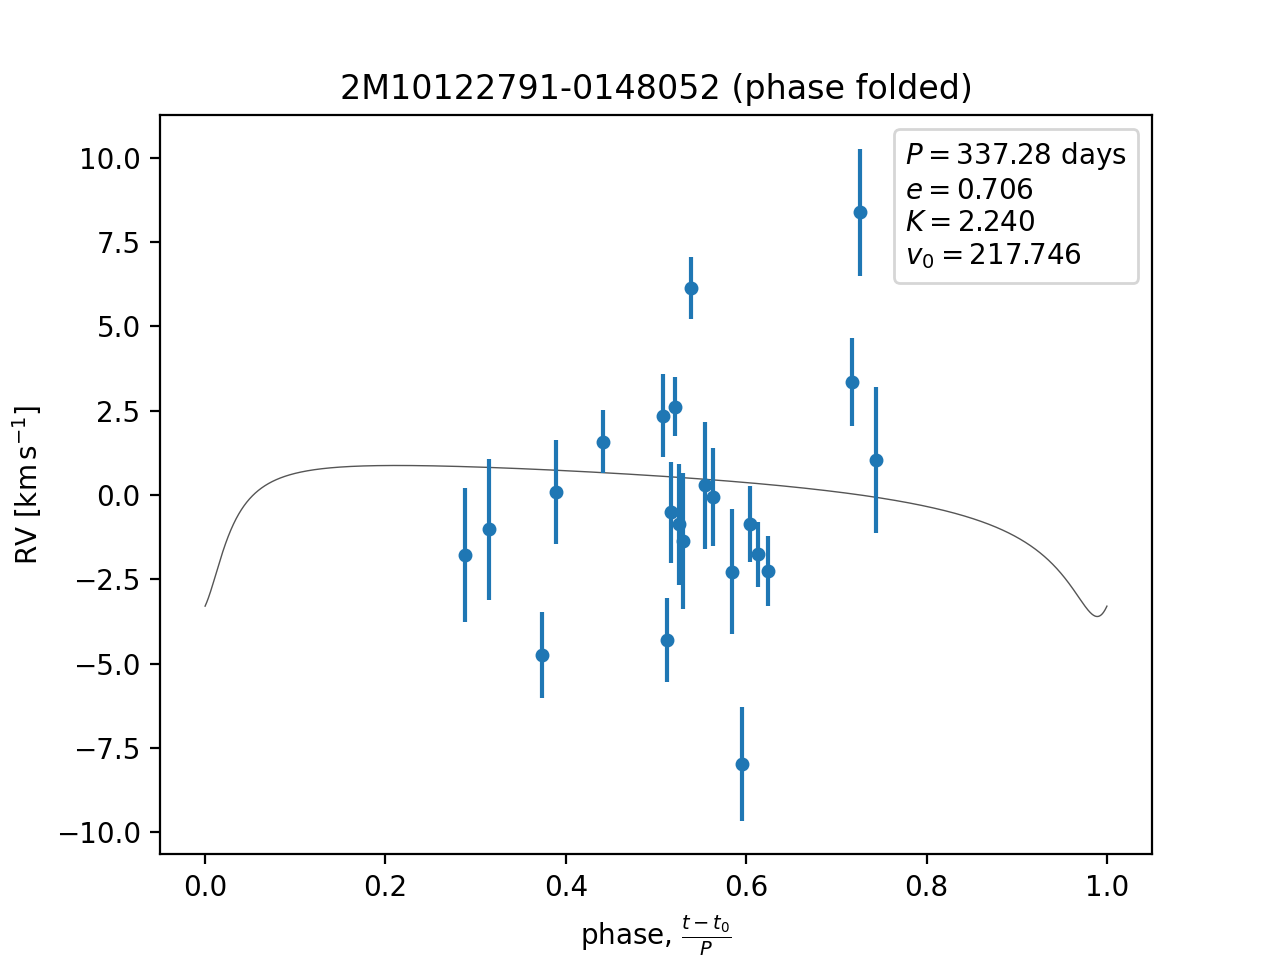 2M10122791-0148052 (phase folded)
P = 337.28 days
e = 0.706
K = 2.240
v₀ = 217.746
10.0
7.5
5.0
2.5
0.0
−2.5
−5.0
−7.5
−10.0
RV [km s⁻¹]
0.0 0.2 0.4 0.6 0.8 1.0
phase, (t − t₀)/P